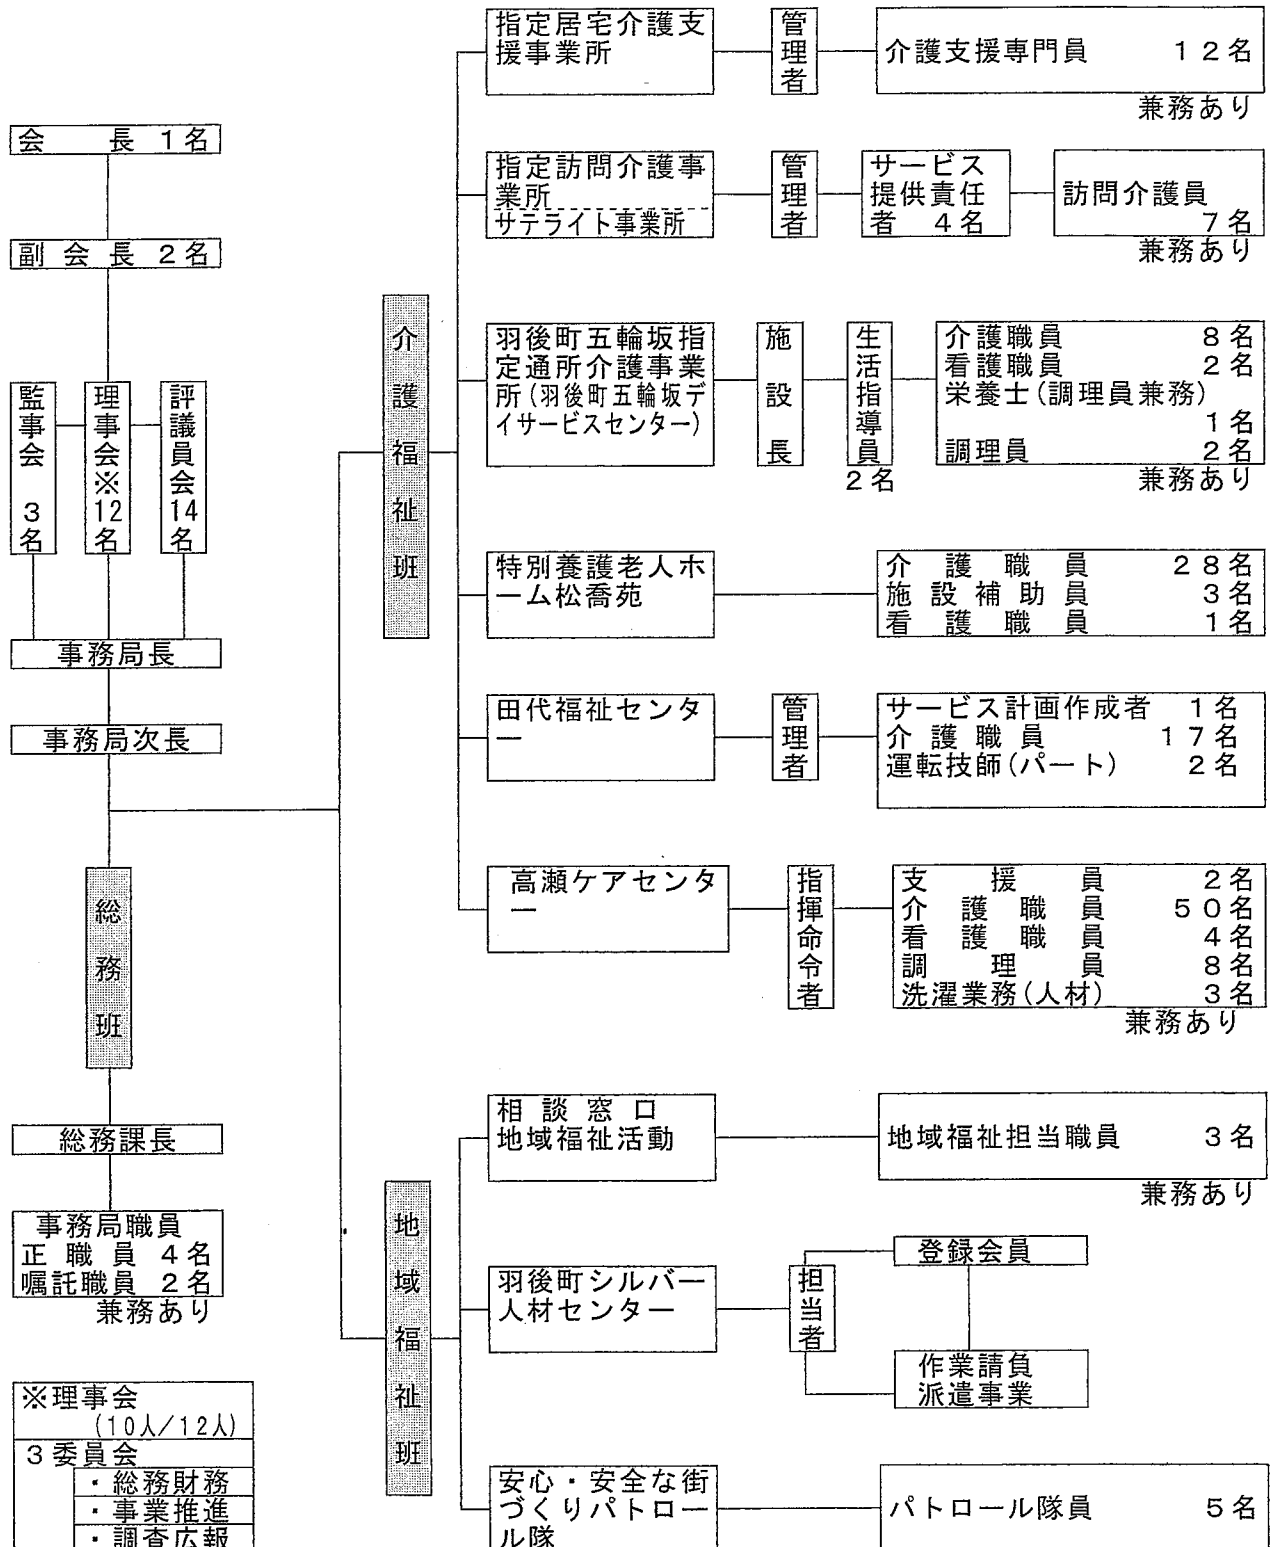 会長 1名
副会長 2名
監事会 3名
理事会※12名
評議員会14名
事務局長
事務局次長
総務班
総務課長
事務局職員
正職員 4名
嘱託職員 2名
兼務あり
※理事会
(10人/12人)
3委員会
・総務財務
・事業推進
・調査広報
介護福祉班
指定居宅介護支
援事業所
管理者
介護支援専門員 12名
兼務あり
指定訪問介護事
業所
サテライト事業所
管理者
サービス
提供責任
者 4名
訪問介護員
7名
兼務あり
羽後町五輪坂指
定通所介護事業
所(羽後町五輪坂デ
イサービスセンター)
施設長
生活指導員
2名
介護職員 8名
看護職員 2名
栄養士(調理員兼務)
1名
調理員 2名
兼務あり
特別養護老人ホ
ーム松喬苑
介護職員 28名
施設補助員 3名
看護職員 1名
田代福祉センタ
ー
管理者
サービス計画作成者 1名
介護職員 17名
運転技師(パート) 2名
高瀬ケアセンタ
ー
指揮命令者
支援員 2名
介護職員 50名
看護職員 4名
調理員 8名
洗濯業務(人材) 3名
兼務あり
地域福祉班
相談窓口
地域福祉活動
地域福祉担当職員 3名
兼務あり
羽後町シルバー
人材センター
担当者
登録会員
作業請負
派遣事業
安心・安全な街
づくりパトロー
ル隊
パトロール隊員 5名